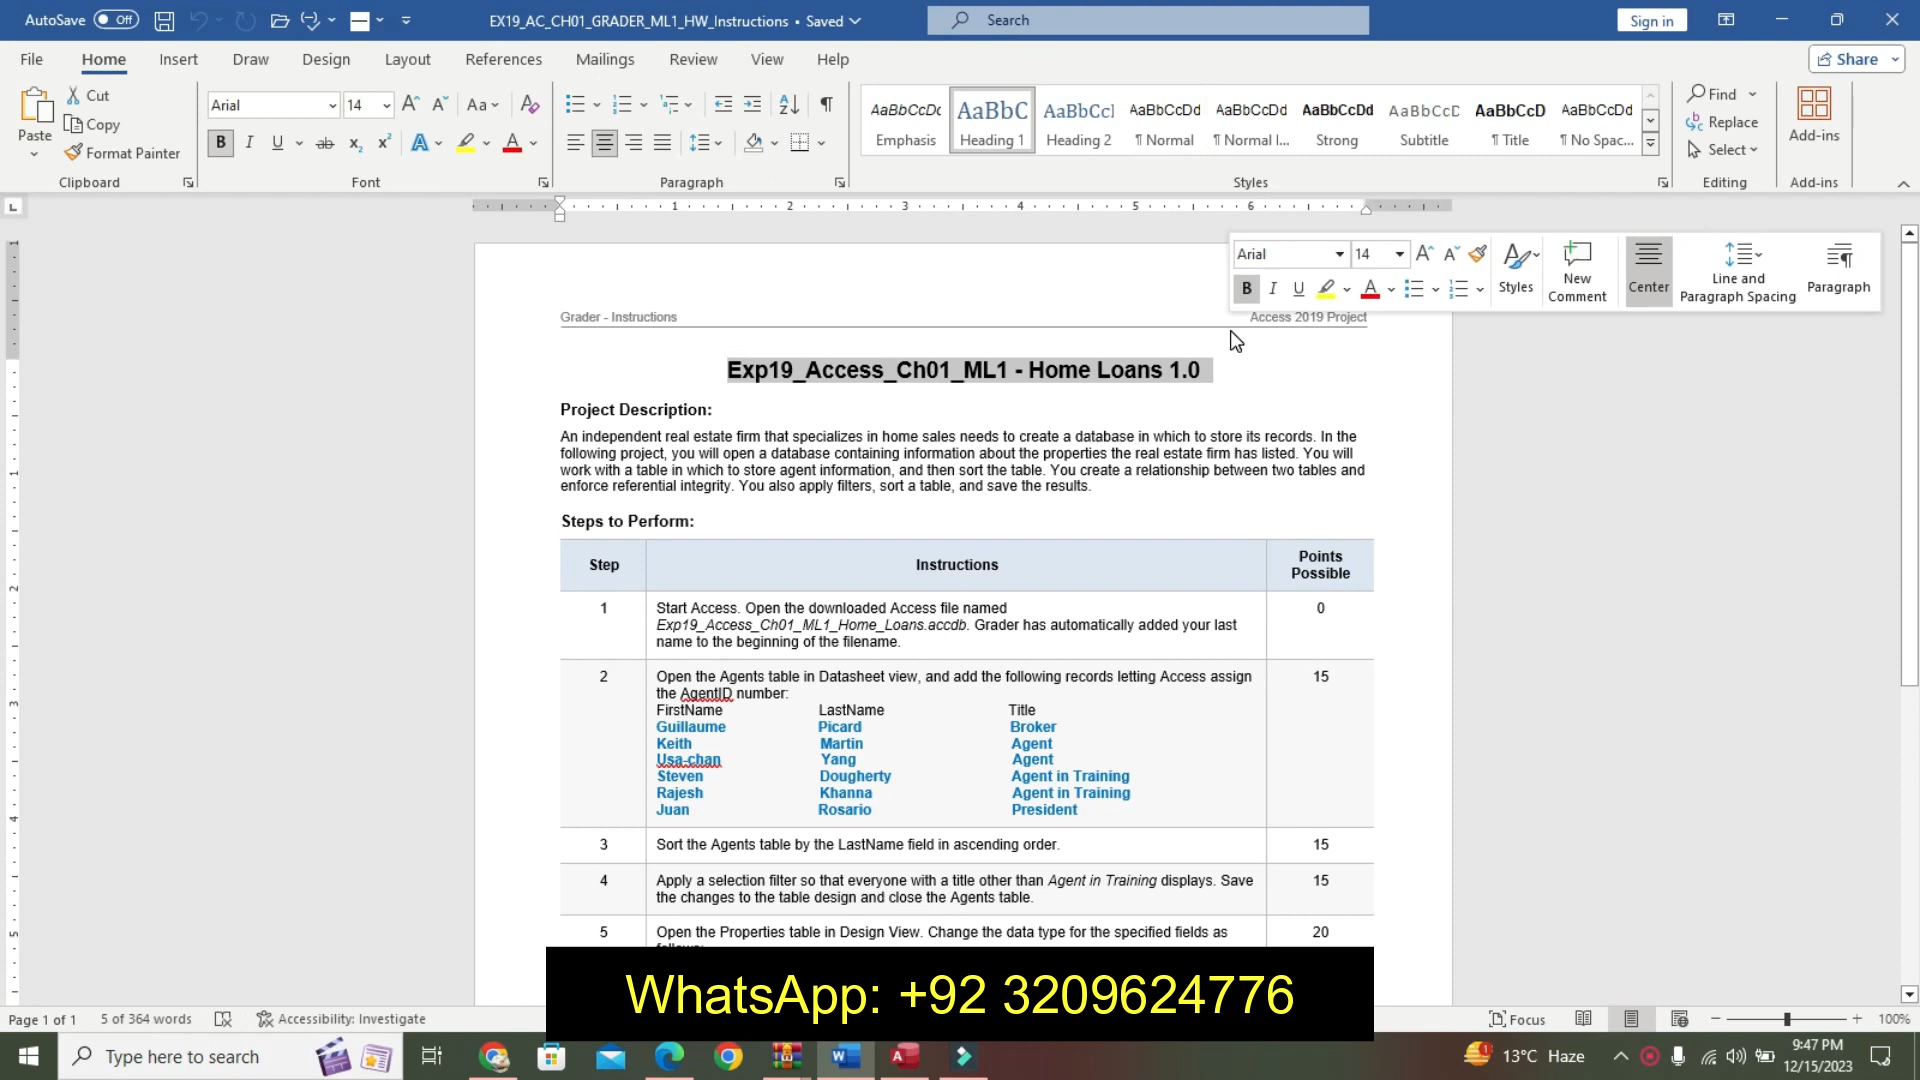 AutoSave Off
EX19_AC_CH01_GRADER_ML1_HW_Instructions • Saved
Search
Sign in
File Home Insert Draw Design Layout References Mailings Review View Help
Share
Paste
Cut
Copy
Format Painter
Clipboard
Arial 14
Font
Paragraph
AaBbCcDc Emphasis
AaBbC Heading 1
AaBbCcI Heading 2
AaBbCcDd ¶ Normal
AaBbCcDd ¶ Normal I...
AaBbCcDd Strong
AaBbCcD Subtitle
AaBbCcD ¶ Title
AaBbCcDd ¶ No Spac...
Styles
Find
Replace
Select
Editing
Add-ins
Add-ins
Arial 14
Styles
New Comment
Center
Line and Paragraph Spacing
Paragraph
Grader - Instructions Access 2019 Project
Exp19_Access_Ch01_ML1 - Home Loans 1.0
Project Description:
An independent real estate firm that specializes in home sales needs to create a database in which to store its records. In the
following project, you will open a database containing information about the properties the real estate firm has listed. You will
work with a table in which to store agent information, and then sort the table. You create a relationship between two tables and
enforce referential integrity. You also apply filters, sort a table, and save the results.
Steps to Perform:
Step Instructions Points Possible
1 Start Access. Open the downloaded Access file named 0
Exp19_Access_Ch01_ML1_Home_Loans.accdb. Grader has automatically added your last
name to the beginning of the filename.
2 Open the Agents table in Datasheet view, and add the following records letting Access assign 15
the AgentID number:
FirstName LastName Title
Guillaume Picard Broker
Keith Martin Agent
Usa-chan Yang Agent
Steven Dougherty Agent in Training
Rajesh Khanna Agent in Training
Juan Rosario President
3 Sort the Agents table by the LastName field in ascending order. 15
4 Apply a selection filter so that everyone with a title other than Agent in Training displays. Save 15
the changes to the table design and close the Agents table.
5 Open the Properties table in Design View. Change the data type for the specified fields as 20
WhatsApp: +92 3209624776
Page 1 of 1 5 of 364 words Accessibility: Investigate
Focus 100%
Type here to search
13°C Haze
9:47 PM
12/15/2023